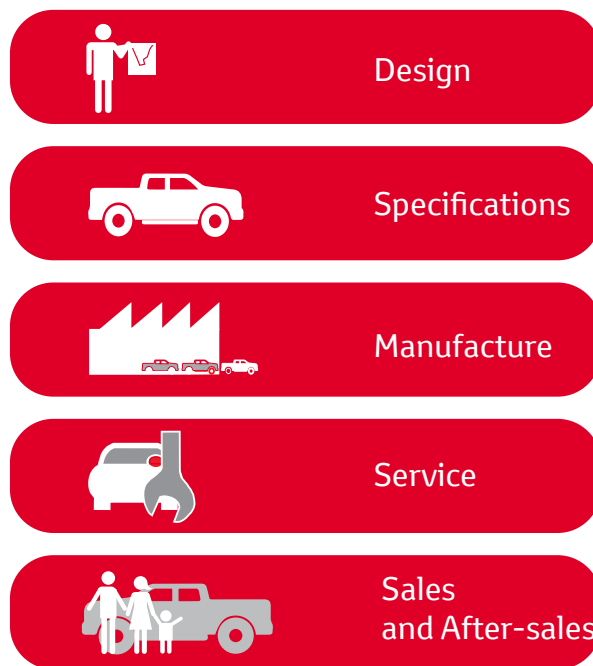 Design
Specifications
Manufacture
Service
Sales
and After-sales